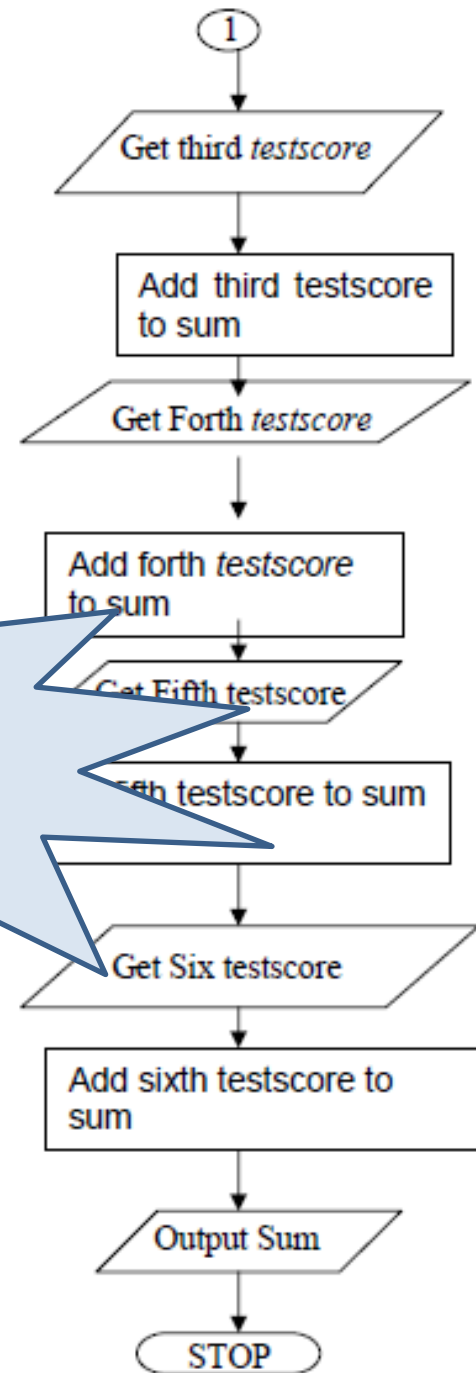 1
Get third testscore
Add third testscore
to sum
Get Forth testscore
Add forth testscore
to sum
Get Fifth testscore
testscore to sum
Get Six testscore
Add sixth testscore to
sum
Output Sum
STOP